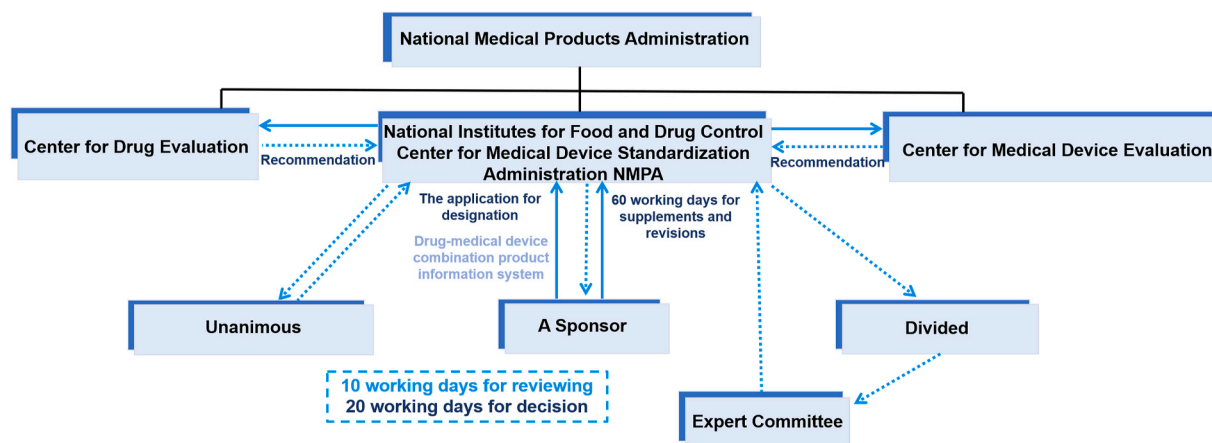 National Medical Products Administration
Center for Drug Evaluation
Recommendation
National Institutes for Food and Drug Control
Center for Medical Device Standardization
Administration NMPA
Recommendation
Center for Medical Device Evaluation
The application for
designation
Drug-medical device
combination product
information system
60 working days for
supplements and
revisions
Unanimous
A Sponsor
Divided
10 working days for reviewing
20 working days for decision
Expert Committee